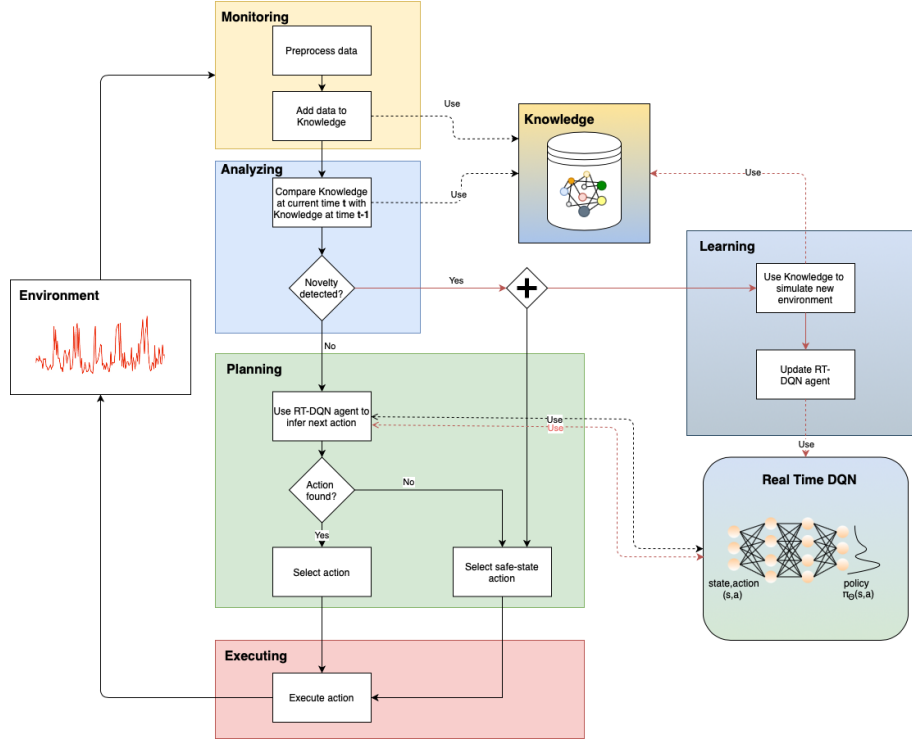 Monitoring
Preprocess data
Add data to
Knowledge
Use
Knowledge
Analyzing
Compare Knowledge
at current time t with
Knowledge at time t-1
Use
Use
Learning
Use Knowledge to
simulate new
environment
Novelty
detected?
Yes
Environment
No
Update RT-
DQN agent
Planning
Use RT-DQN agent to
infer next action
Use
Use
Use
Action
found?
No
Yes
Real Time DQN
Select action
Select safe-state
action
state,action
(s,a)
policy
πΘ(s,a)
Executing
Execute action